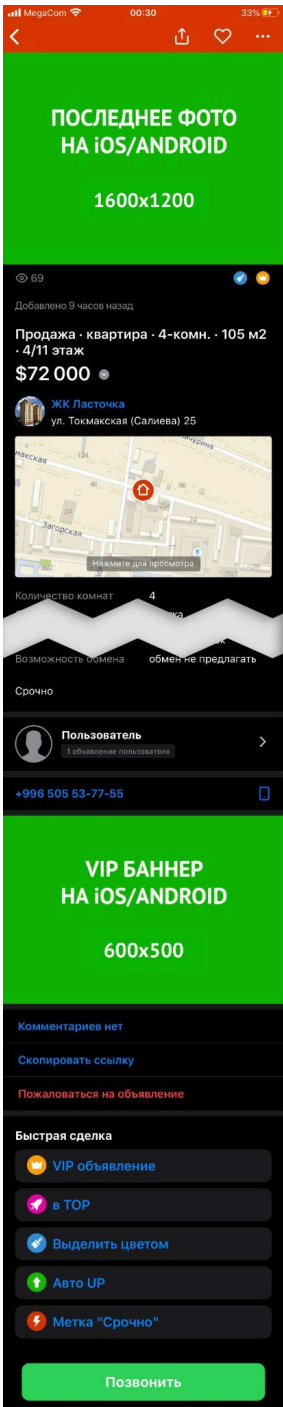 MegaCom 00:30 33%
ПОСЛЕДНЕЕ ФОТО
НА iOS/ANDROID
1600x1200
69
Добавлено 9 часов назад
Продажа · квартира · 4-комн. · 105 м2
· 4/11 этаж
$72 000
ЖК Ласточка
ул. Токмакская (Салиева) 25
Загорская
Нажмите для просмотра
Количество комнат 4
Возможность обмена обмен не предлагать
Срочно
Пользователь
1 объявление пользователя
+996 505 53-77-55
VIP БАННЕР
НА iOS/ANDROID
600x500
Комментариев нет
Скопировать ссылку
Пожаловаться на объявление
Быстрая сделка
VIP объявление
в TOP
Выделить цветом
Авто UP
Метка "Срочно"
Позвонить